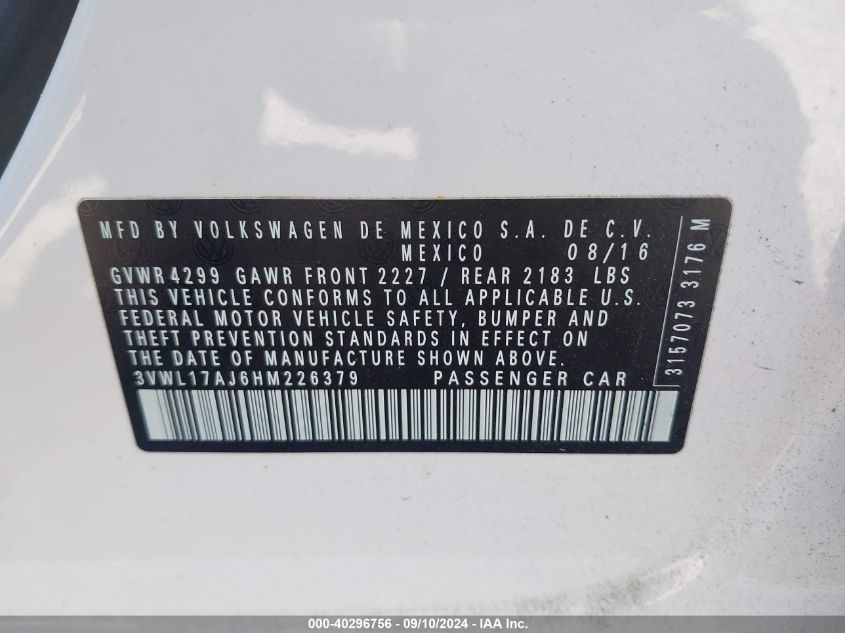 MFD BY VOLKSWAGEN DE MEXICO S.A. DE C.V.
MEXICO 08/16
GVWR 4299 GAWR FRONT 2227 / REAR 2183 LBS
THIS VEHICLE CONFORMS TO ALL APPLICABLE U.S.
FEDERAL MOTOR VEHICLE SAFETY, BUMPER AND
THEFT PREVENTION STANDARDS IN EFFECT ON
THE DATE OF MANUFACTURE SHOWN ABOVE.
3VWL17AJ6HM226379 PASSENGER CAR
3157073 3176 M
000-40296756 - 09/10/2024 - IAA Inc.